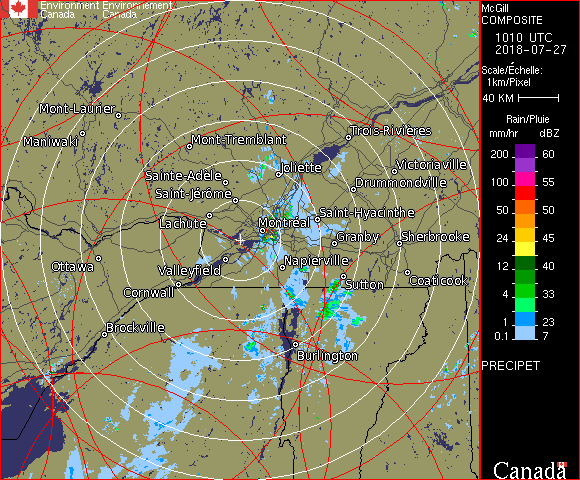 Environment Environnement
Canada Canada
McGill
COMPOSITE
1010 UTC
2018-07-27
Scale/Échelle:
1km/Pixel
40 KM
Rain/Pluie
mm/hr dBZ
200 60
100 55
50 50
24 45
12 40
4 33
1 23
0.1 7
PRECIPET
Canada
Mont-Laurier
Maniwaki
Mont-Tremblant
Trois-Rivières
Joliette
Victoriaville
Sainte-Adèle
Drummondville
Saint-Jérôme
Saint-Hyacinthe
Lachute
Montréal
Granby
Sherbrooke
Ottawa
Valleyfield
Napierville
Cornwall
Sutton
Coaticook
Brockville
Burlington